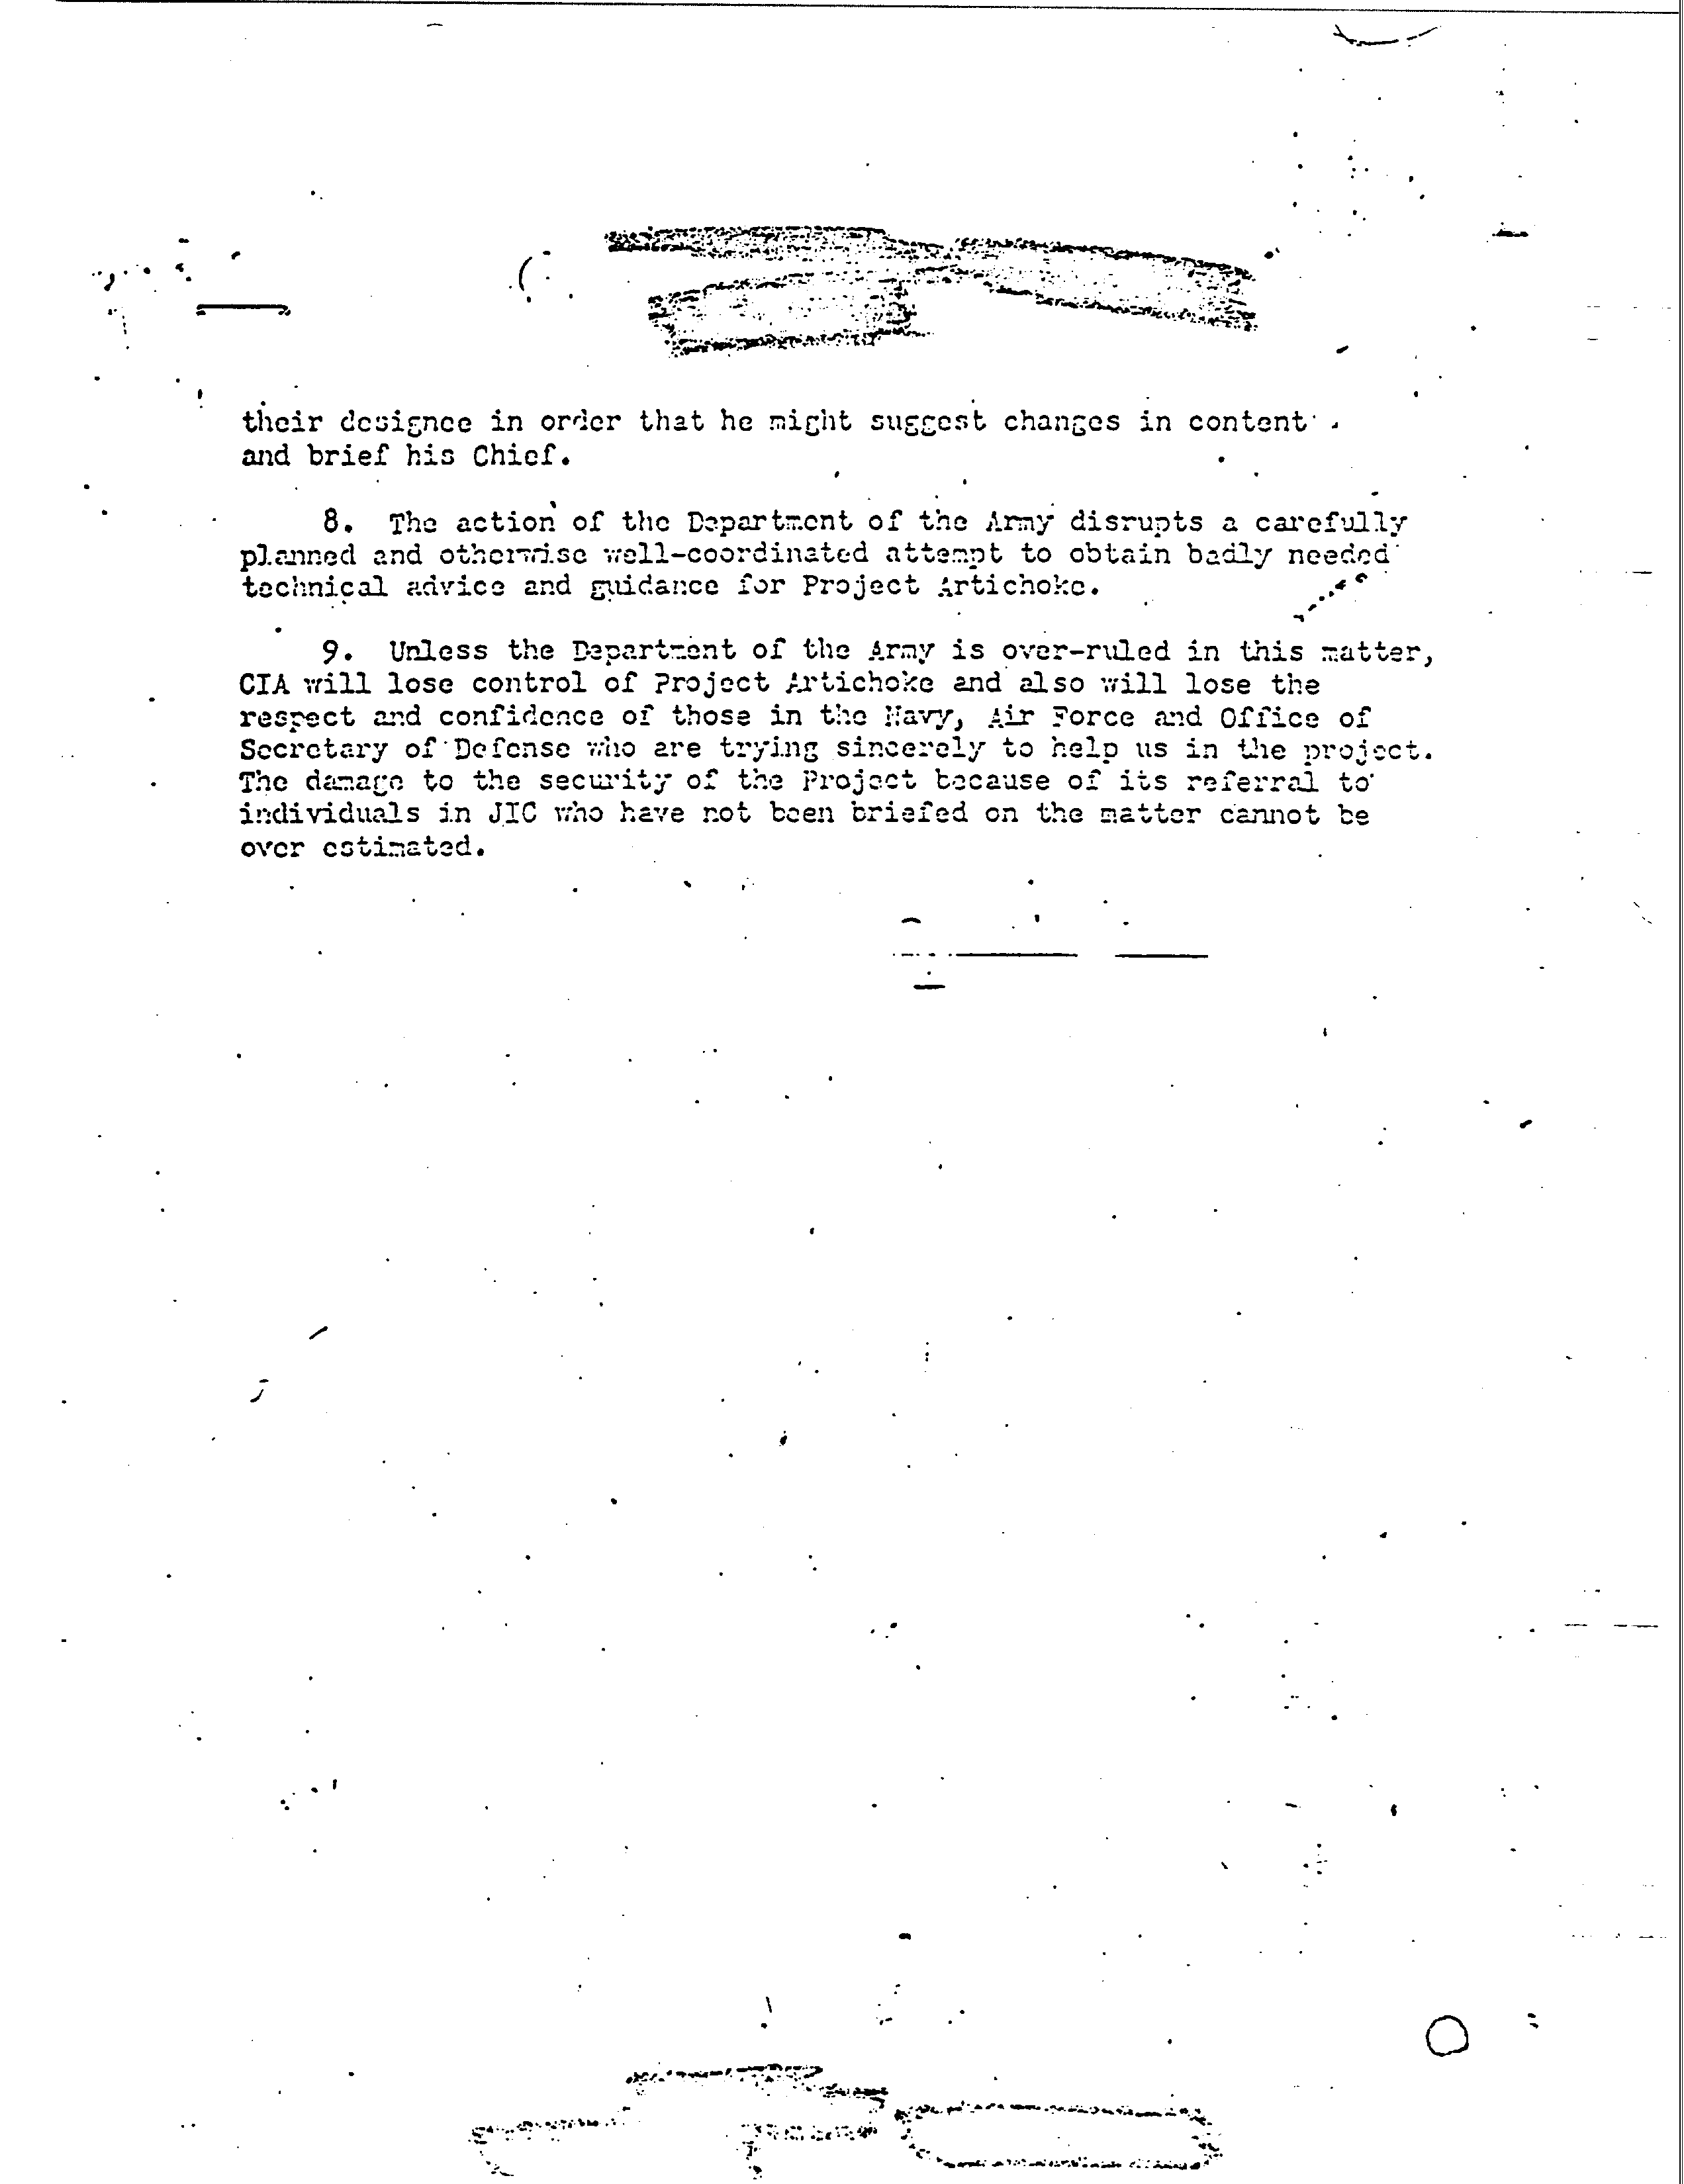 their designee in order that he might suggest changes in content
and brief his Chief.
8. The action of the Department of the Army disrupts a carefully
planned and otherwise well-coordinated attempt to obtain badly needed
technical advice and guidance for Project Artichoke.
9. Unless the Department of the Army is over-ruled in this matter,
CIA will lose control of Project Artichoke and also will lose the
respect and confidence of those in the Navy, Air Force and Office of
Secretary of Defense who are trying sincerely to help us in the project.
The damage to the security of the Project because of its referral to
individuals in JIC who have not been briefed on the matter cannot be
over estimated.